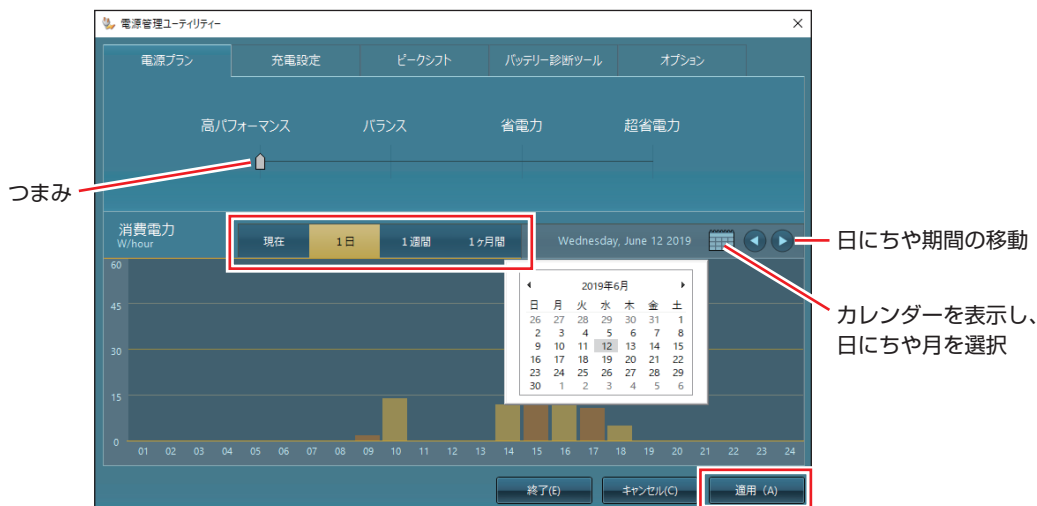 電源管理ユーティリティー
電源プラン 充電設定 ピークシフト バッテリー診断ツール オプション
高パフォーマンス バランス 省電力 超省電力
つまみ
消費電力
W/hour
現在 1日 1週間 1ヶ月間 Wednesday, June 12 2019
日にちや期間の移動
カレンダーを表示し、
日にちや月を選択
2019年6月
日 月 火 水 木 金 土
26 27 28 29 30 31 1
2 3 4 5 6 7 8
9 10 11 12 13 14 15
16 17 18 19 20 21 22
23 24 25 26 27 28 29
30 1 2 3 4 5 6
60
45
30
15
0
01 02 03 04 05 06 07 08 09 10 11 12 13 14 15 16 17 18 19 20 21 22 23 24
終了(E) キャンセル(C) 適用 (A)